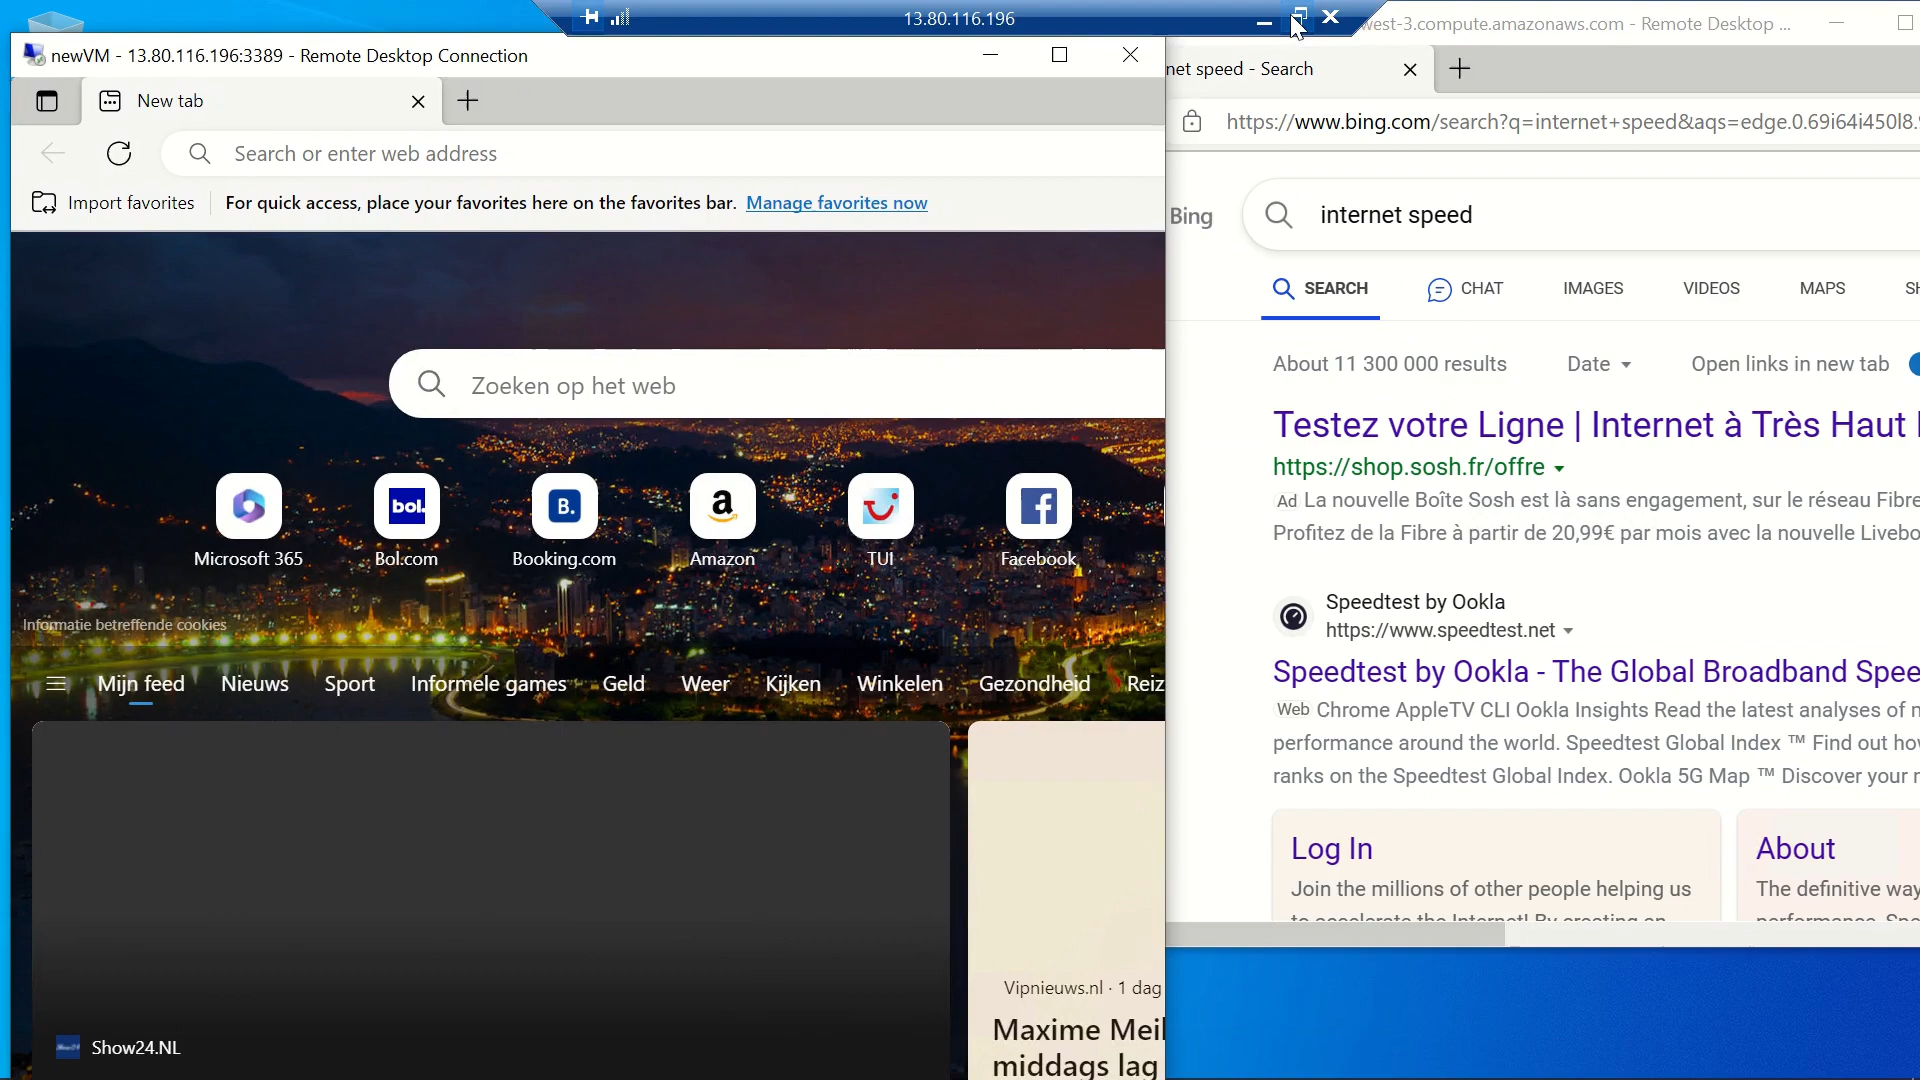 13.80.116.196
newVM - 13.80.116.196:3389 - Remote Desktop Connection
New tab
Search or enter web address
Import favorites
For quick access, place your favorites here on the favorites bar. Manage favorites now
Zoeken op het web
bol.
B.
a
Microsoft 365
Bol.com
Booking.com
Amazon
TUI
Facebook
Informatie betreffende cookies
Mijn feed
Nieuws
Sport
Informele games
Geld
Weer
Kijken
Winkelen
Gezondheid
Reiz
Show24.NL
Vipnieuws.nl · 1 dag
Maxime Meil
middags lag
west-3.compute.amazonaws.com - Remote Desktop ...
net speed - Search
https://www.bing.com/search?q=internet+speed&aqs=edge.0.69i64i450l8.
Bing
internet speed
SEARCH
CHAT
IMAGES
VIDEOS
MAPS
SH
About 11 300 000 results
Date
Open links in new tab
Testez votre Ligne | Internet à Très Haut
https://shop.sosh.fr/offre
Ad La nouvelle Boîte Sosh est là sans engagement, sur le réseau Fibre
Profitez de la Fibre à partir de 20,99€ par mois avec la nouvelle Livebo
Speedtest by Ookla
https://www.speedtest.net
Speedtest by Ookla - The Global Broadband Spee
Web Chrome AppleTV CLI Ookla Insights Read the latest analyses of
performance around the world. Speedtest Global Index ™ Find out how
ranks on the Speedtest Global Index. Ookla 5G Map ™ Discover your
Log In
Join the millions of other people helping us
to accelerate the Internet! By creating an
About
The definitive way
performance.